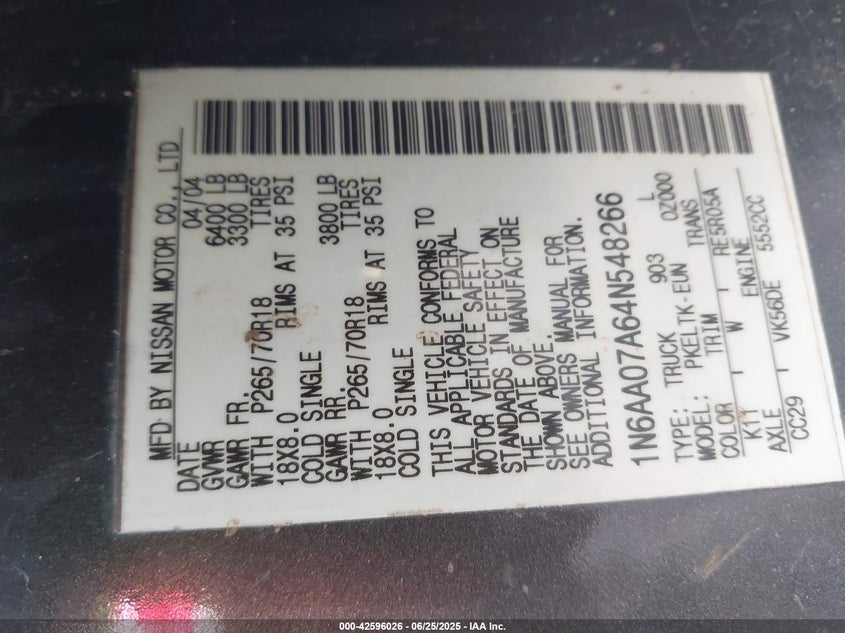 MFD BY NISSAN MOTOR CO., LTD
DATE 04/04
GVWR 6400 LB
GAWR FR. 3300 LB
WITH P265/70R18 TIRES
18X8.0 RIMS AT 35 PSI
COLD SINGLE
GAWR RR. 3800 LB
WITH P265/70R18 TIRES
18X8.0 RIMS AT 35 PSI
COLD SINGLE
THIS VEHICLE CONFORMS TO
ALL APPLICABLE FEDERAL
MOTOR VEHICLE SAFETY
STANDARDS IN EFFECT ON
THE DATE OF MANUFACTURE
SHOWN ABOVE.
SEE OWNERS MANUAL FOR
ADDITIONAL INFORMATION.
1N6AA07A64N548266
TYPE: TRUCK 903 L
MODEL: PKELTK-EUN 0Z000
COLOR TRIM TRANS
K11 W RE5R05A
AXLE ENGINE
CC29 VK56DE 5552CC
000-42596026 - 06/25/2025 - IAA Inc.